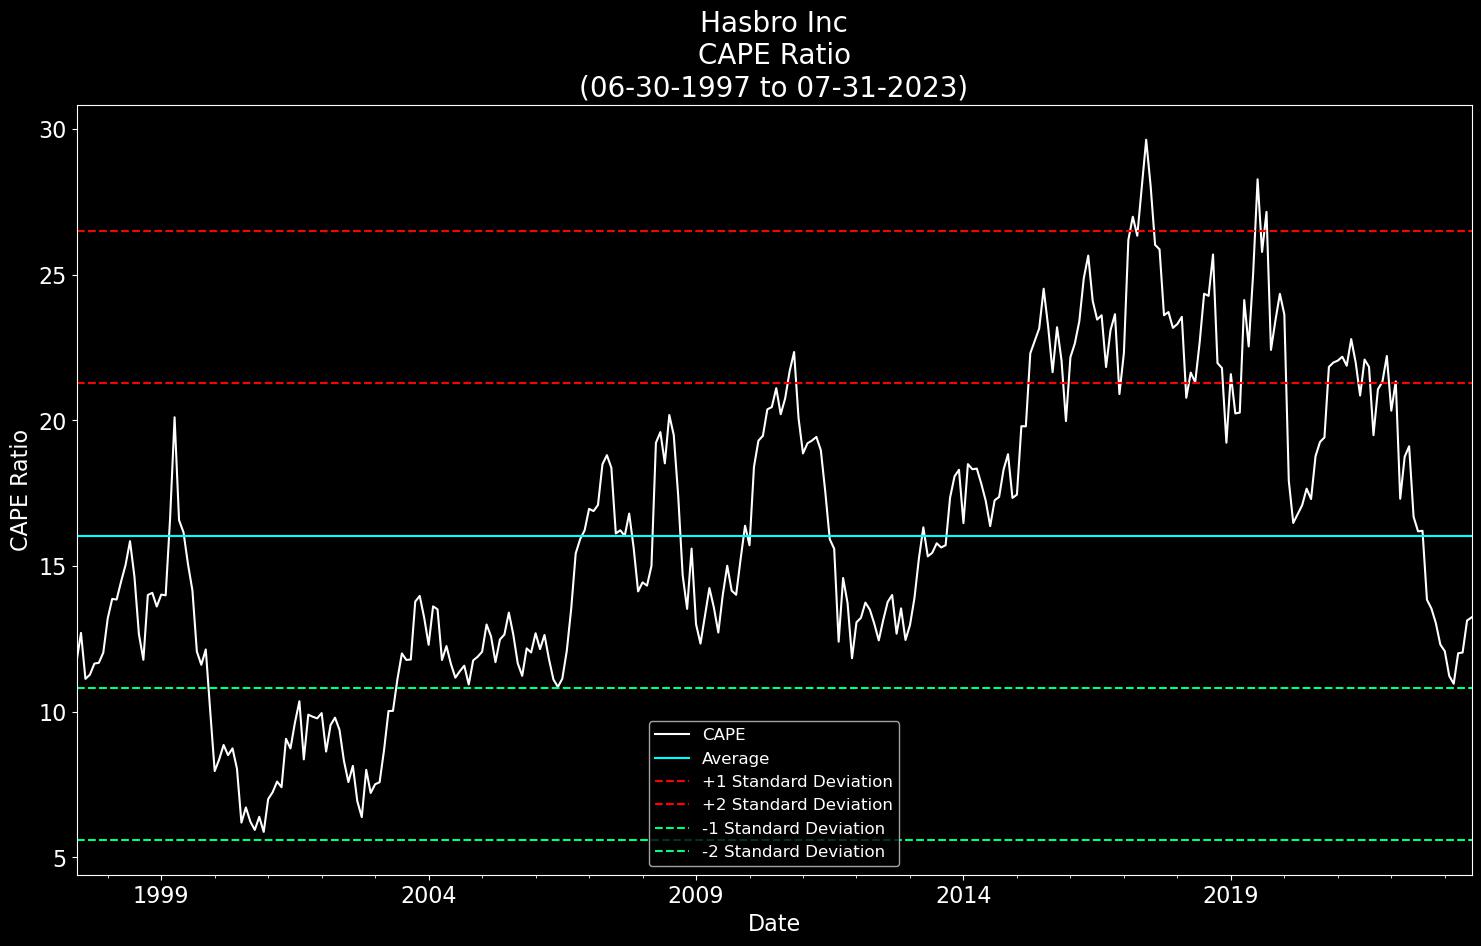 Hasbro Inc
CAPE Ratio
(06-30-1997 to 07-31-2023)
30
25
20
15
10
5
CAPE Ratio
CAPE
Average
+1 Standard Deviation
+2 Standard Deviation
-1 Standard Deviation
-2 Standard Deviation
1999 2004 2009 2014 2019
Date